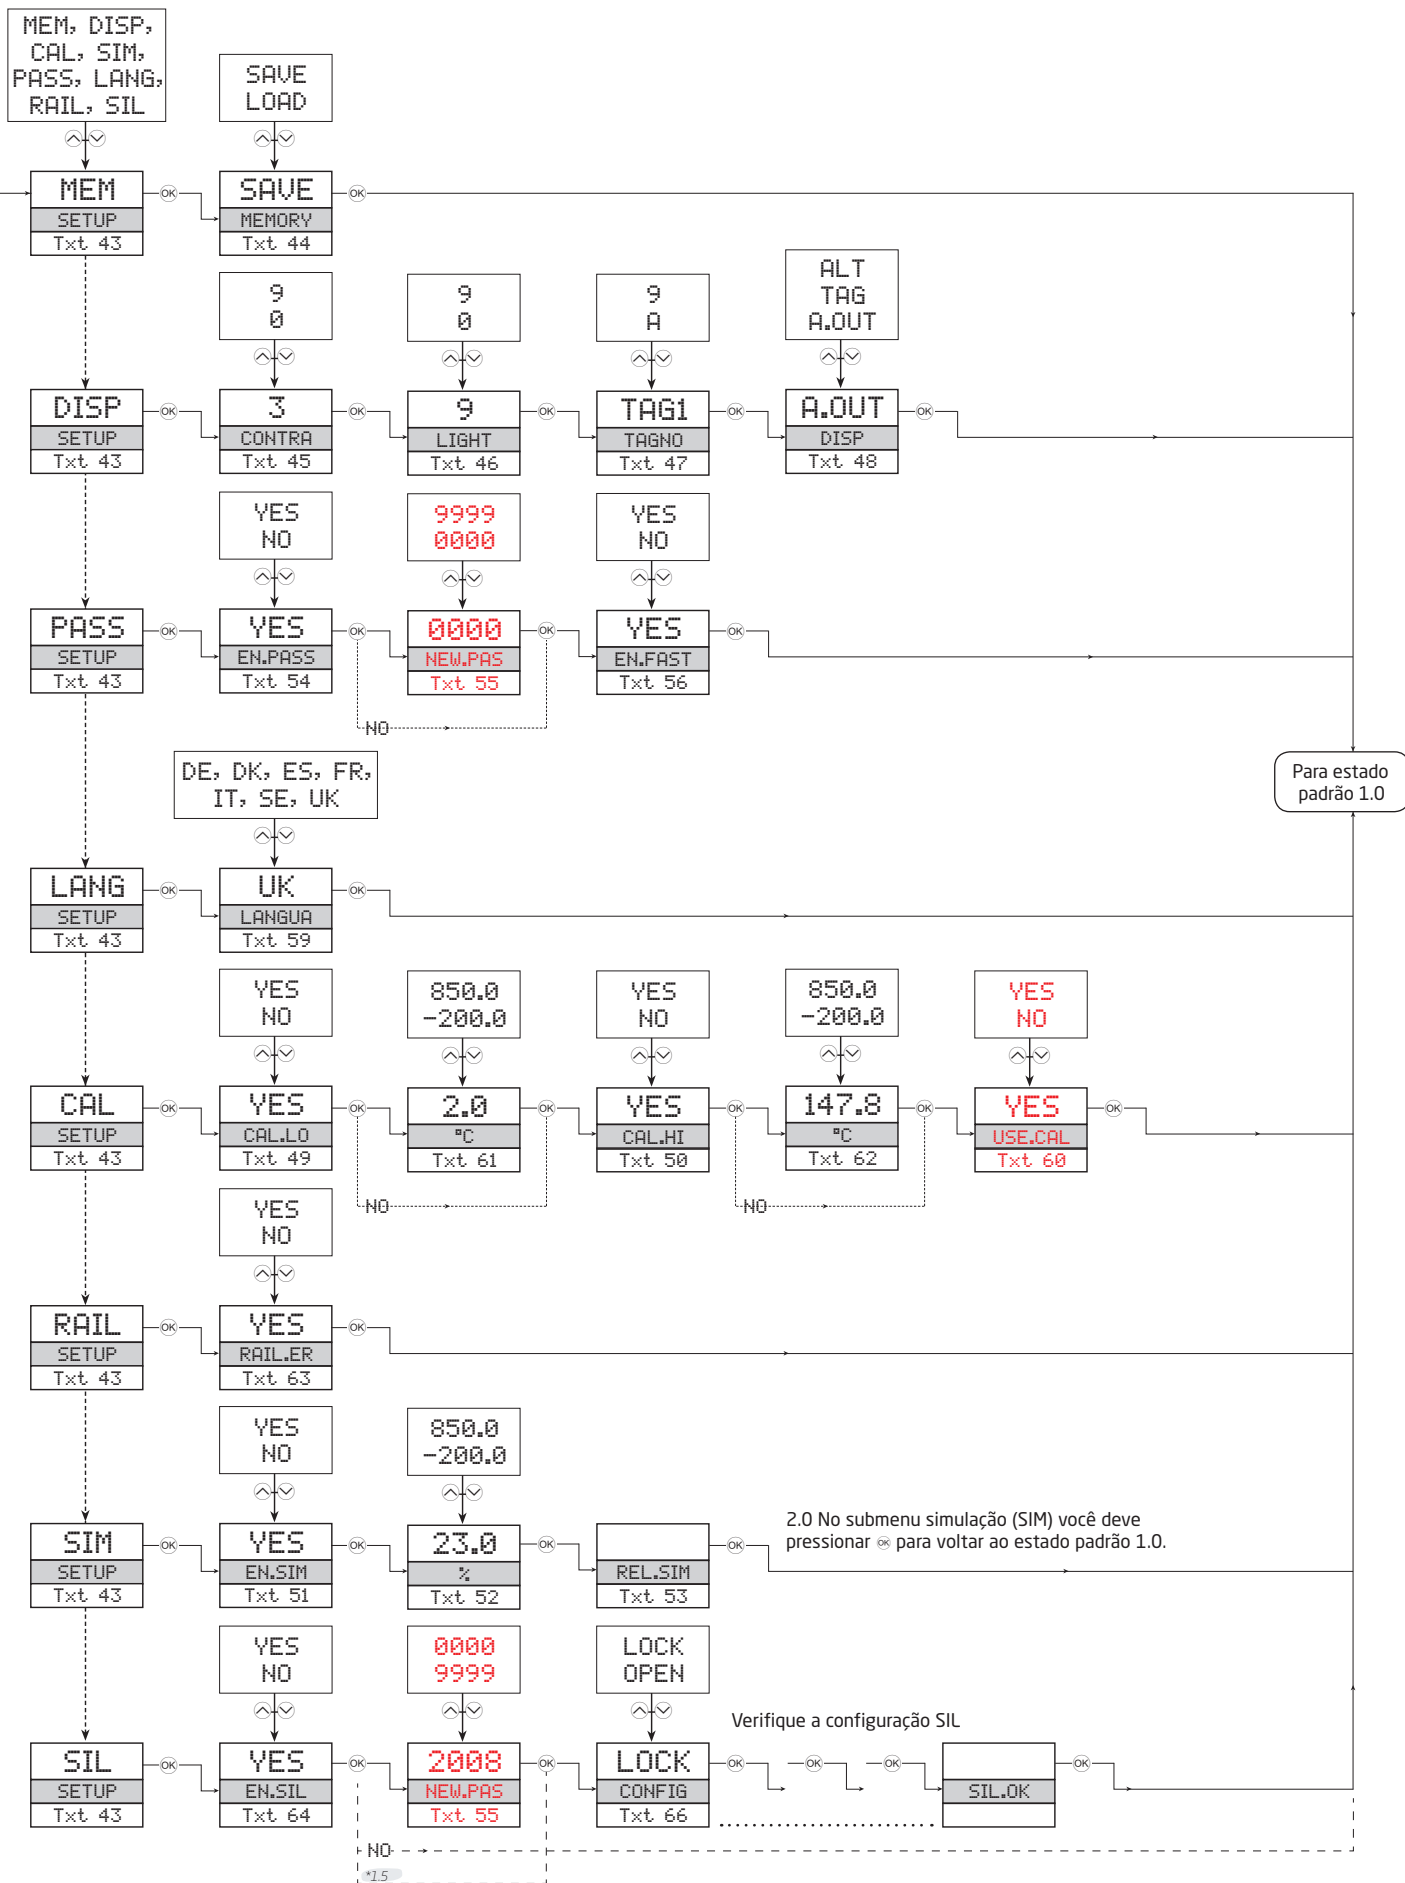 MEM, DISP,
CAL, SIM,
PASS, LANG,
RAIL, SIL
SAVE
LOAD
MEM
SETUP
Txt 43
OK
SAVE
MEMORY
Txt 44
OK
9
0
9
0
9
A
ALT
TAG
A.OUT
DISP
SETUP
Txt 43
OK
3
CONTRA
Txt 45
OK
9
LIGHT
Txt 46
OK
TAG1
TAGNO
Txt 47
OK
A.OUT
DISP
Txt 48
OK
YES
NO
9999
0000
YES
NO
PASS
SETUP
Txt 43
OK
YES
EN.PASS
Txt 54
OK
0000
NEW.PAS
Txt 55
OK
YES
EN.FAST
Txt 56
OK
NO
Para estado
padrão 1.0
DE, DK, ES, FR,
IT, SE, UK
LANG
SETUP
Txt 43
OK
UK
LANGUA
Txt 59
OK
YES
NO
850.0
-200.0
YES
NO
850.0
-200.0
YES
NO
CAL
SETUP
Txt 43
OK
YES
CAL.LO
Txt 49
OK
2.0
°C
Txt 61
OK
YES
CAL.HI
Txt 50
OK
147.8
°C
Txt 62
OK
YES
USE.CAL
Txt 60
OK
NO
NO
YES
NO
RAIL
SETUP
Txt 43
OK
YES
RAIL.ER
Txt 63
OK
YES
NO
850.0
-200.0
SIM
SETUP
Txt 43
OK
YES
EN.SIM
Txt 51
OK
23.0
%
Txt 52
OK
REL.SIM
Txt 53
OK
2.0 No submenu simulação (SIM) você deve
pressionar OK para voltar ao estado padrão 1.0.
YES
NO
0000
9999
LOCK
OPEN
Verifique a configuração SIL
SIL
SETUP
Txt 43
OK
YES
EN.SIL
Txt 64
OK
2008
NEW.PAS
Txt 55
OK
LOCK
CONFIG
Txt 66
OK
OK
OK
SIL.OK
OK
NO
*1.5